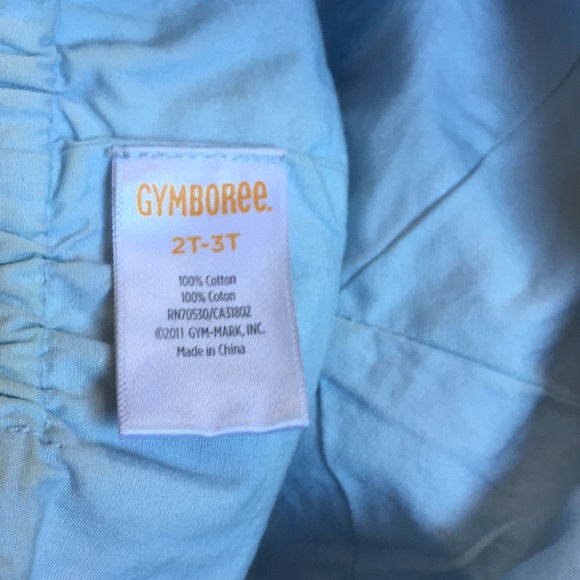 GYMBOREE.
2T-3T
100% Cotton
100% Coton
RN70530/CA31802
©2011 GYM-MARK, INC.
Made in China